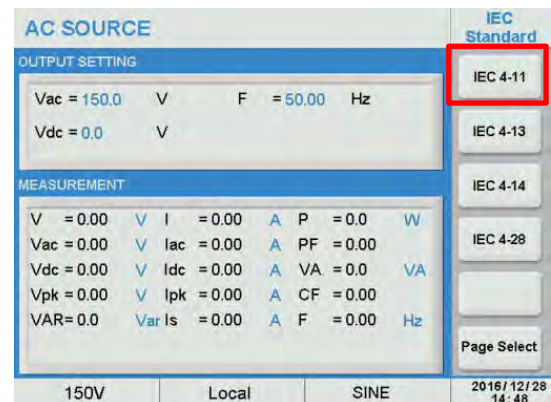 AC SOURCE
IEC
Standard
OUTPUT SETTING
Vac = 150.0 V F = 50.00 Hz
Vdc = 0.0 V
IEC 4-11
IEC 4-13
IEC 4-14
IEC 4-28
Page Select
MEASUREMENT
V = 0.00 V I = 0.00 A P = 0.0 W
Vac = 0.00 V Iac = 0.00 A PF = 0.00
Vdc = 0.00 V Idc = 0.00 A VA = 0.0 VA
Vpk = 0.00 V Ipk = 0.00 A CF = 0.00
VAR= 0.0 Var Is = 0.00 A F = 0.00 Hz
150V Local SINE
2016/12/28
14:48